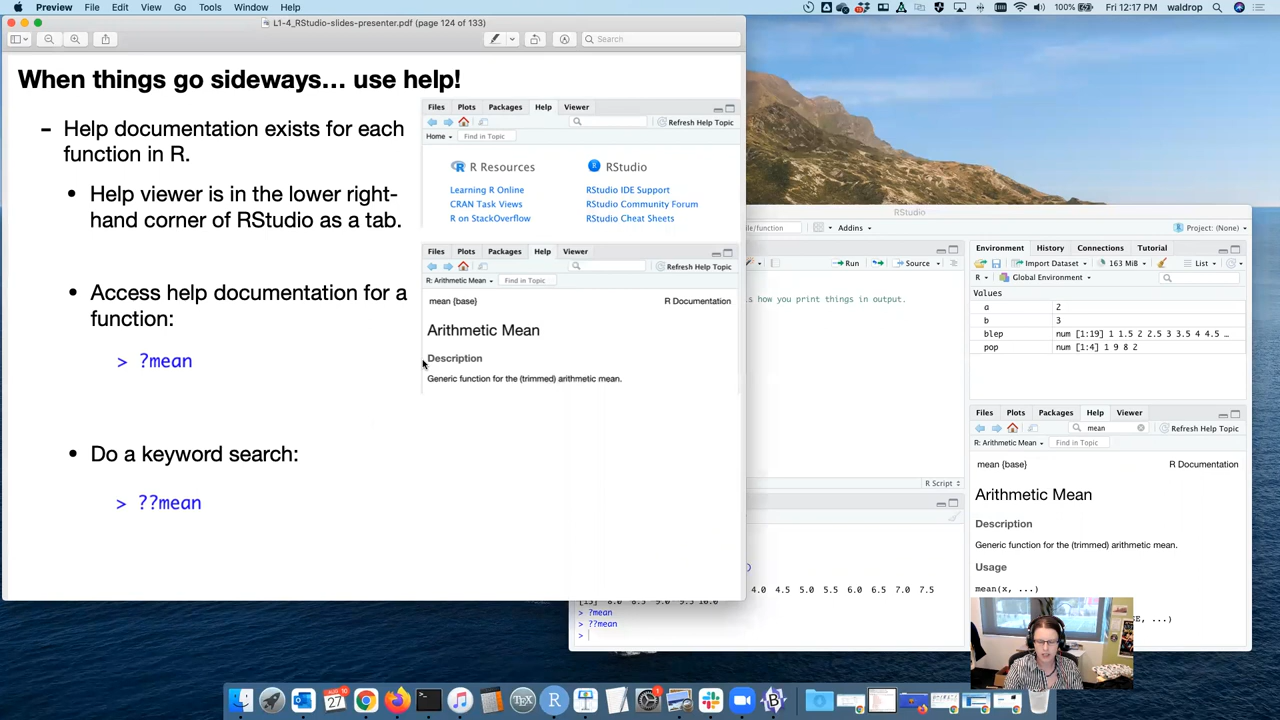 Preview File Edit View Go Tools Window Help
100% Fri 12:17 PM waldrop
L1-4_RStudio-slides-presenter.pdf (page 124 of 133)
Search
When things go sideways… use help!
– Help documentation exists for each
function in R.
• Help viewer is in the lower right-
hand corner of RStudio as a tab.
• Access help documentation for a
function:
> ?mean
• Do a keyword search:
> ??mean
Files Plots Packages Help Viewer
Refresh Help Topic
Home Find in Topic
R Resources RStudio
Learning R Online RStudio IDE Support
CRAN Task Views RStudio Community Forum
R on StackOverflow RStudio Cheat Sheets
Files Plots Packages Help Viewer
Refresh Help Topic
R: Arithmetic Mean Find in Topic
mean {base} R Documentation
Arithmetic Mean
Description
Generic function for the (trimmed) arithmetic mean.
RStudio
Addins Project: (None)
Run Source
s how you print things in output.
R Script
4.0 4.5 5.0 5.5 6.0 6.5 7.0 7.5
> ?mean
> ??mean
>
Environment History Connections Tutorial
Import Dataset 163 MiB List
R Global Environment
Values
a 2
b 3
blep num [1:19] 1 1.5 2 2.5 3 3.5 4 4.5 …
pop num [1:4] 1 9 8 2
Files Plots Packages Help Viewer
mean Refresh Help Topic
R: Arithmetic Mean Find in Topic
mean {base} R Documentation
Arithmetic Mean
Description
Generic function for the (trimmed) arithmetic mean.
Usage
mean(x, ...)
E, ...)